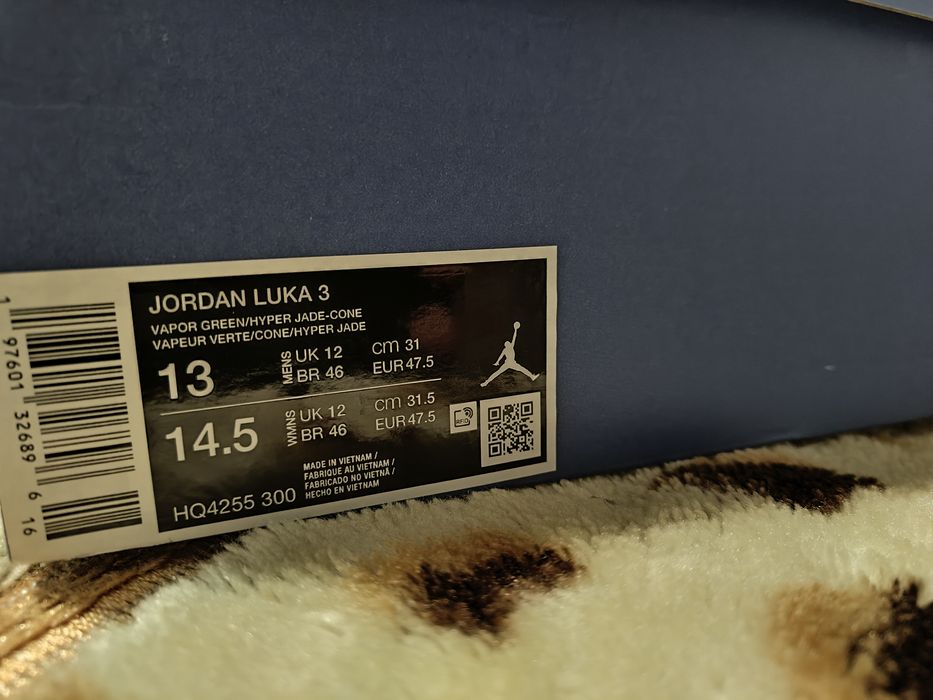 JORDAN LUKA 3
VAPOR GREEN/HYPER JADE-CONE
VAPEUR VERTE/CONE/HYPER JADE
13 MENS UK 12 cm 31
BR 46 EUR 47.5
14.5 WMNS UK 12 cm 31.5
BR 46 EUR 47.5
RFID
MADE IN VIETNAM /
FABRIQUE AU VIETNAM /
FABRICADO NO VIETNÃ /
HECHO EN VIETNAM
HQ4255 300
1 97601 32689 6 16